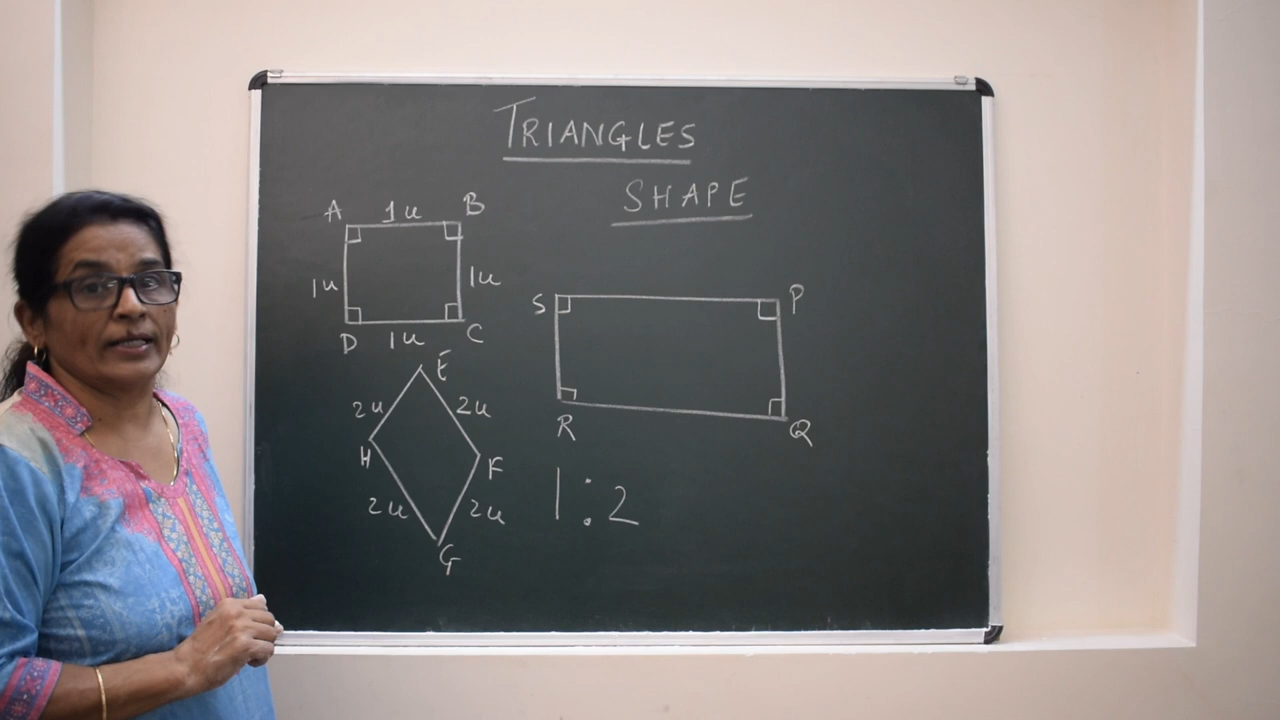 TRIANGLES
SHAPE
A 1u B
1u 1u
D 1u C
E
2u 2u
H F
2u 2u
G
S P
R Q
1:2